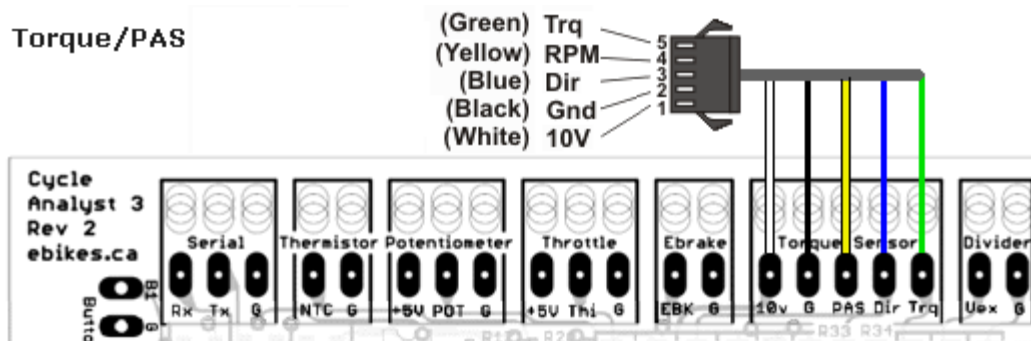 Torque/PAS
(Green) Trq 5
(Yellow) RPM 4
(Blue) Dir 3
(Black) Gnd 2
(White) 10V 1
Cycle
Analyst 3
Rev 2
ebikes.ca
Serial Thermistor Potentiometer Throttle Ebrake Torque Sensor Divider
B1
G
Rx Tx G NTC G +5V POT G +5V Thi G EBK G 10v G PAS Dir Trq Vex G
R33 R34